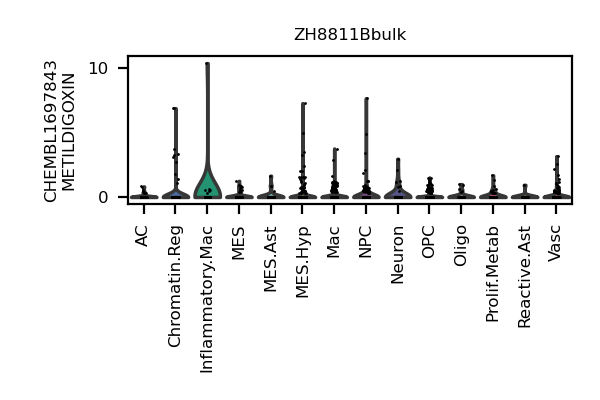 ZH8811Bbulk
CHEMBL1697843
METILDIGOXIN
10
0
AC
Chromatin.Reg
Inflammatory.Mac
MES
MES.Ast
MES.Hyp
Mac
NPC
Neuron
OPC
Oligo
Prolif.Metab
Reactive.Ast
Vasc